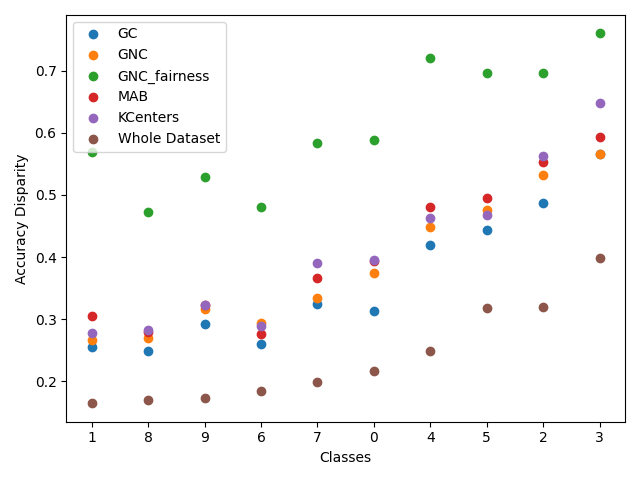 GC
GNC
GNC_fairness
MAB
KCenters
Whole Dataset
0.7
0.6
0.5
0.4
0.3
0.2
Accuracy Disparity
1 8 9 6 7 0 4 5 2 3
Classes